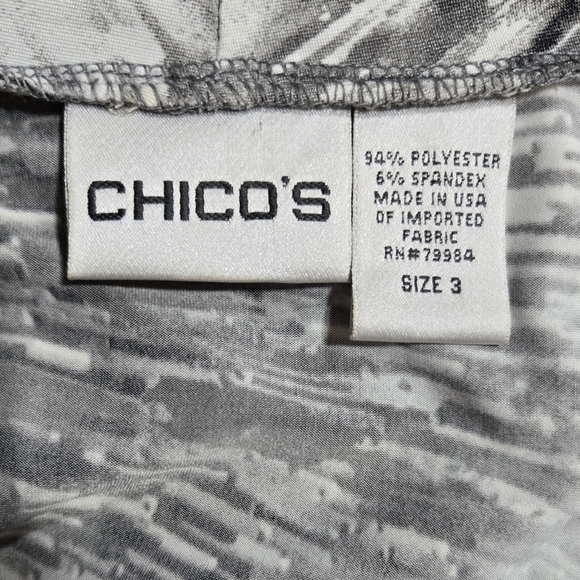 CHICO'S
94% POLYESTER
6% SPANDEX
MADE IN USA
OF IMPORTED
FABRIC
RN#79984
SIZE 3